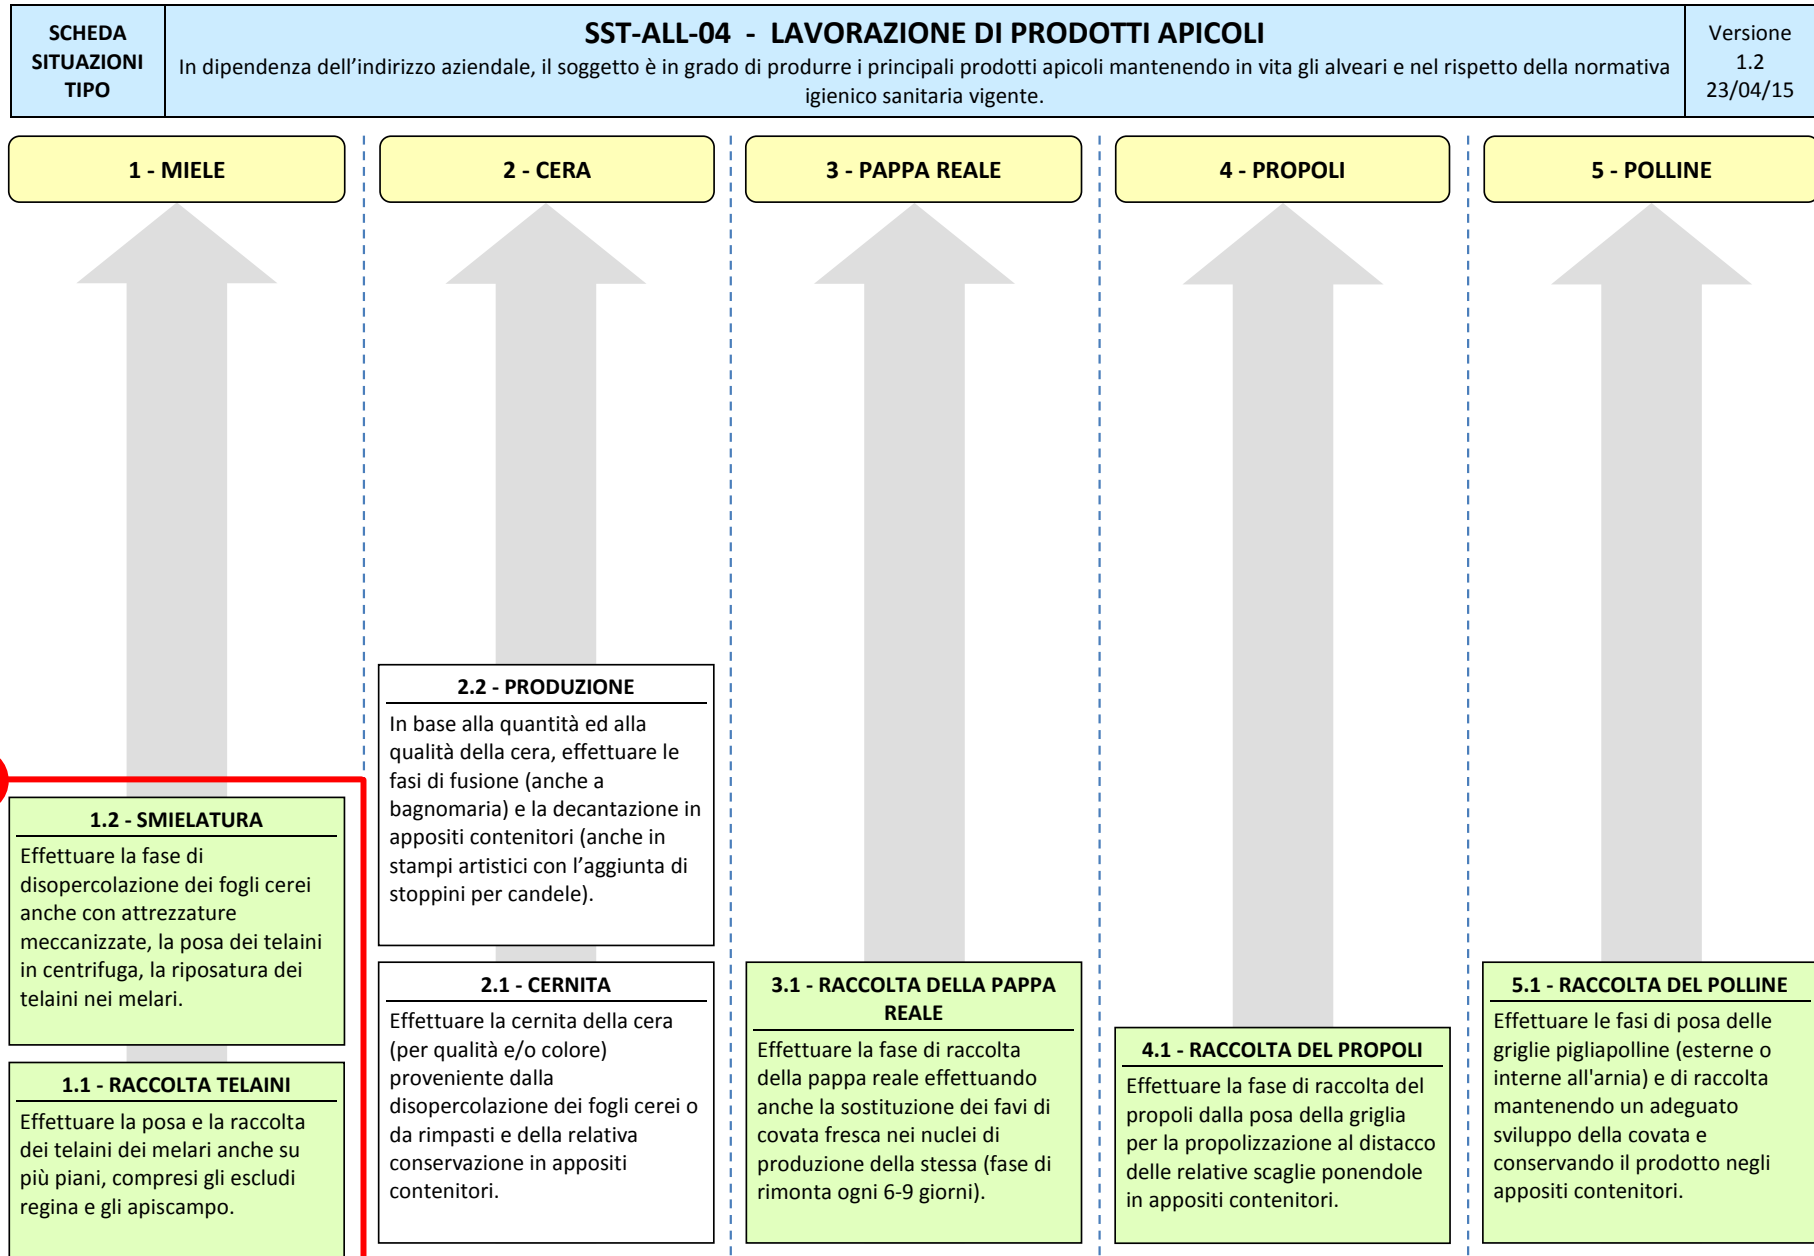 SCHEDA
SITUAZIONI
TIPO
SST-ALL-04 - LAVORAZIONE DI PRODOTTI APICOLI
In dipendenza dell’indirizzo aziendale, il soggetto è in grado di produrre i principali prodotti apicoli mantenendo in vita gli alveari e nel rispetto della normativa
igienico sanitaria vigente.
Versione
1.2
23/04/15
1 - MIELE
2 - CERA
3 - PAPPA REALE
4 - PROPOLI
5 - POLLINE
1.2 - SMIELATURA
Effettuare la fase di
disopercolazione dei fogli cerei
anche con attrezzature
meccanizzate, la posa dei telaini
in centrifuga, la riposatura dei
telaini nei melari.
1.1 - RACCOLTA TELAINI
Effettuare la posa e la raccolta
dei telaini dei melari anche su
più piani, compresi gli escludi
regina e gli apiscampo.
2.2 - PRODUZIONE
In base alla quantità ed alla
qualità della cera, effettuare le
fasi di fusione (anche a
bagnomaria) e la decantazione in
appositi contenitori (anche in
stampi artistici con l’aggiunta di
stoppini per candele).
2.1 - CERNITA
Effettuare la cernita della cera
(per qualità e/o colore)
proveniente dalla
disopercolazione dei fogli cerei o
da rimpasti e della relativa
conservazione in appositi
contenitori.
3.1 - RACCOLTA DELLA PAPPA
REALE
Effettuare la fase di raccolta
della pappa reale effettuando
anche la sostituzione dei favi di
covata fresca nei nuclei di
produzione della stessa (fase di
rimonta ogni 6-9 giorni).
4.1 - RACCOLTA DEL PROPOLI
Effettuare la fase di raccolta del
propoli dalla posa della griglia
per la propolizzazione al distacco
delle relative scaglie ponendole
in appositi contenitori.
5.1 - RACCOLTA DEL POLLINE
Effettuare le fasi di posa delle
griglie pigliapolline (esterne o
interne all'arnia) e di raccolta
mantenendo un adeguato
sviluppo della covata e
conservando il prodotto negli
appositi contenitori.